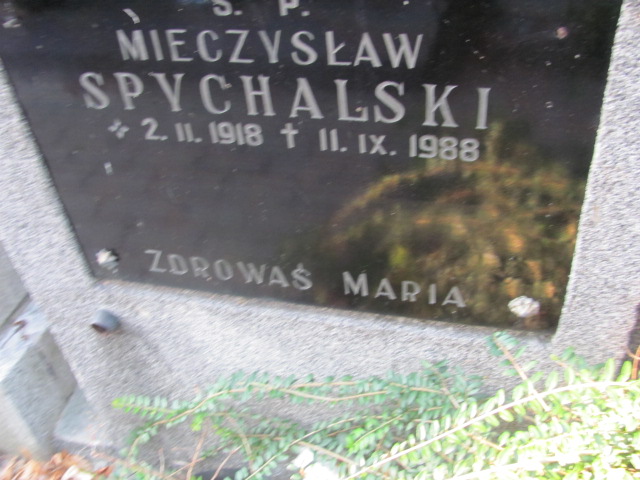 Ś. P.
MIECZYSŁAW
SPYCHALSKI
* 2. II. 1918 † 11. IX. 1988
ZDROWAŚ MARIA